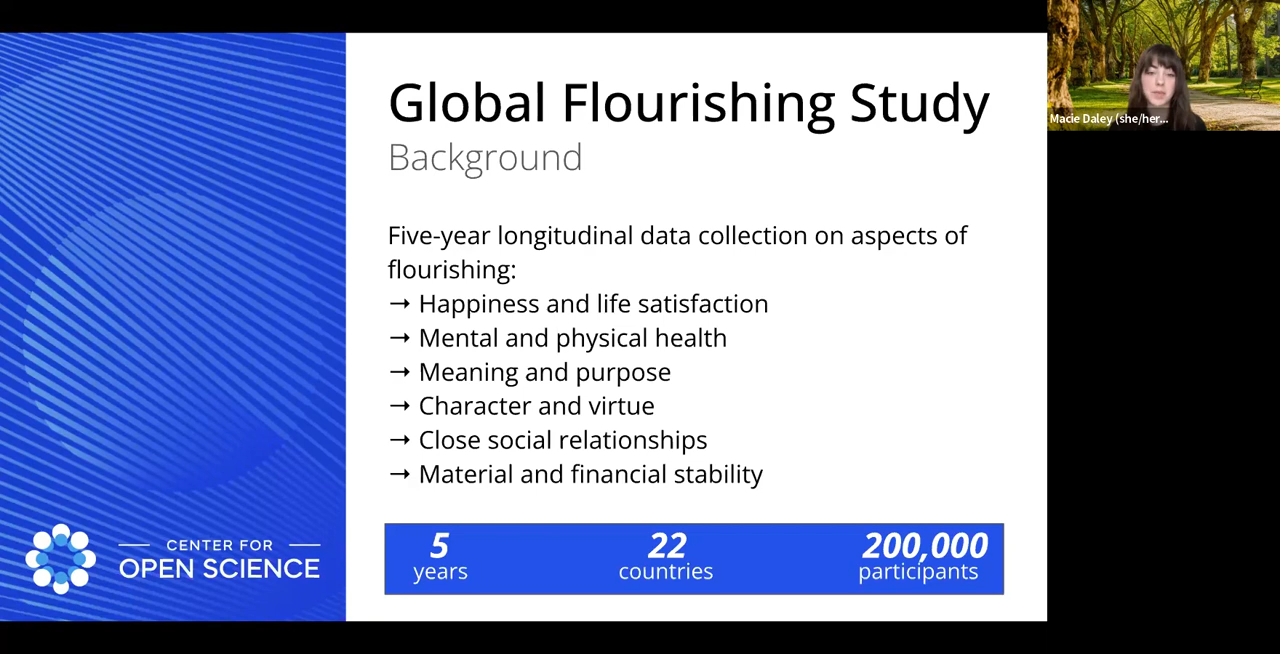 Global Flourishing Study
Background
Five-year longitudinal data collection on aspects of
flourishing:
→ Happiness and life satisfaction
→ Mental and physical health
→ Meaning and purpose
→ Character and virtue
→ Close social relationships
→ Material and financial stability
5 22 200,000
years countries participants
CENTER FOR
OPEN SCIENCE
Macie Daley (she/her...